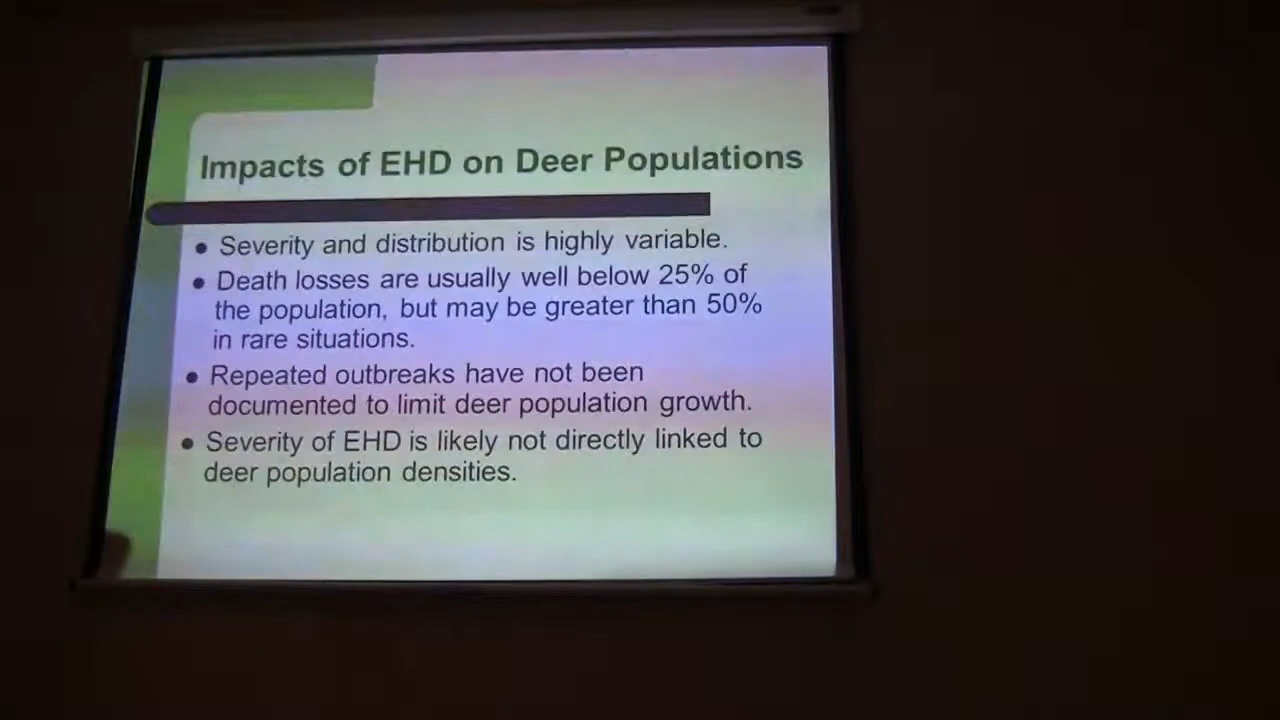 Impacts of EHD on Deer Populations
● Severity and distribution is highly variable.
● Death losses are usually well below 25% of
the population, but may be greater than 50%
in rare situations.
● Repeated outbreaks have not been
documented to limit deer population growth.
● Severity of EHD is likely not directly linked to
deer population densities.